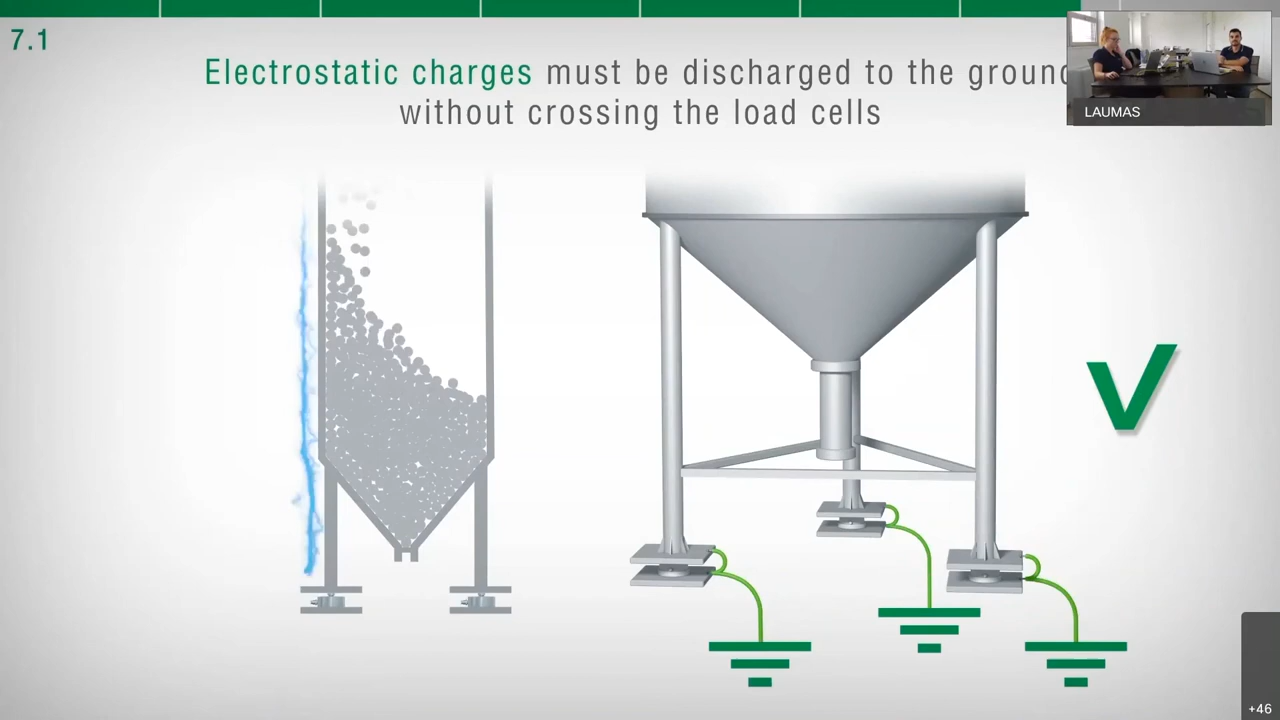 7.1
Electrostatic charges must be discharged to the ground
without crossing the load cells
LAUMAS
+46